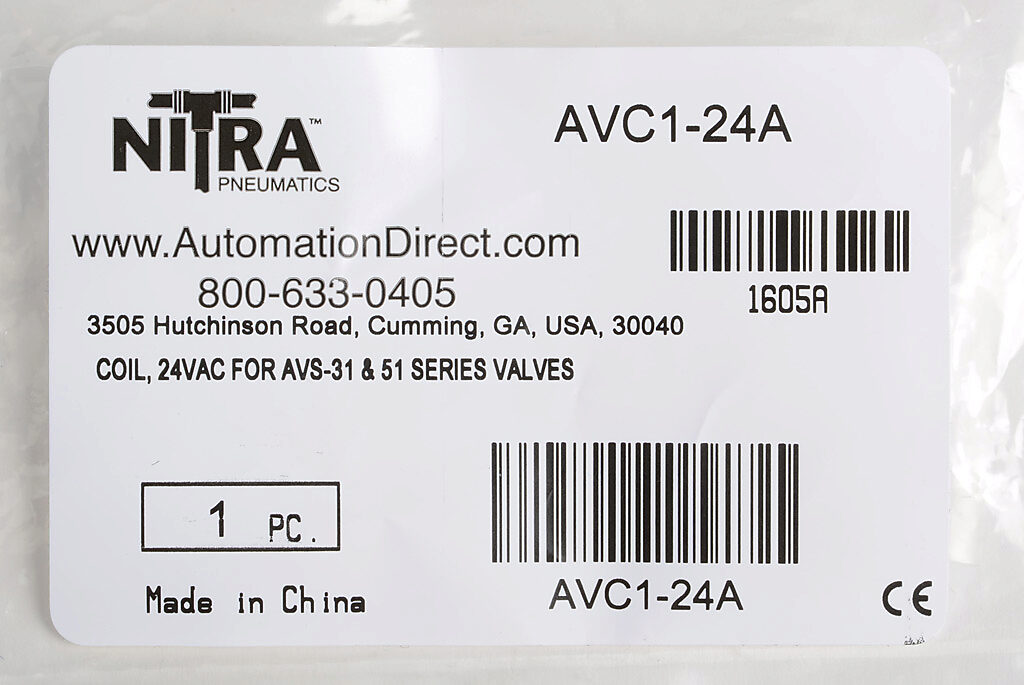 NITRA™
PNEUMATICS
AVC1-24A
www.AutomationDirect.com
800-633-0405
3505 Hutchinson Road, Cumming, GA, USA, 30040
1605A
COIL, 24VAC FOR AVS-31 & 51 SERIES VALVES
1 PC.
Made in China
AVC1-24A
CE